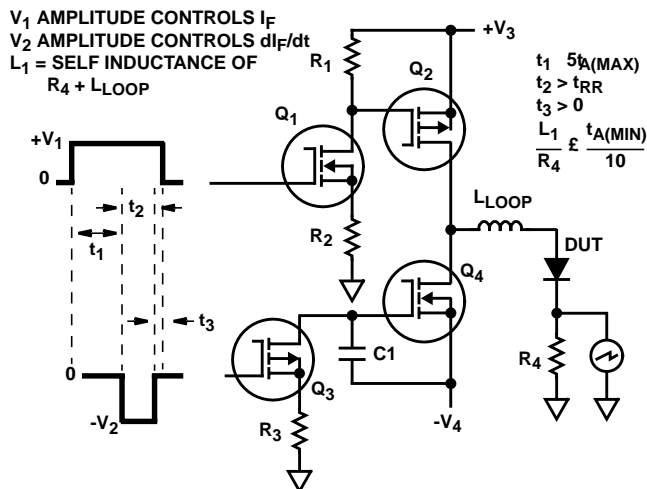 V1 AMPLITUDE CONTROLS IF
V2 AMPLITUDE CONTROLS dIF/dt
L1 = SELF INDUCTANCE OF
R4 + LLOOP
+V3
R1
Q2
t1 5tA(MAX)
t2 > tRR
t3 > 0
L1
R4
£
tA(MIN)
10
Q1
+V1
0
t2
t1
R2
LLOOP
DUT
Q4
t3
C1
R4
0
Q3
-V2
R3
-V4